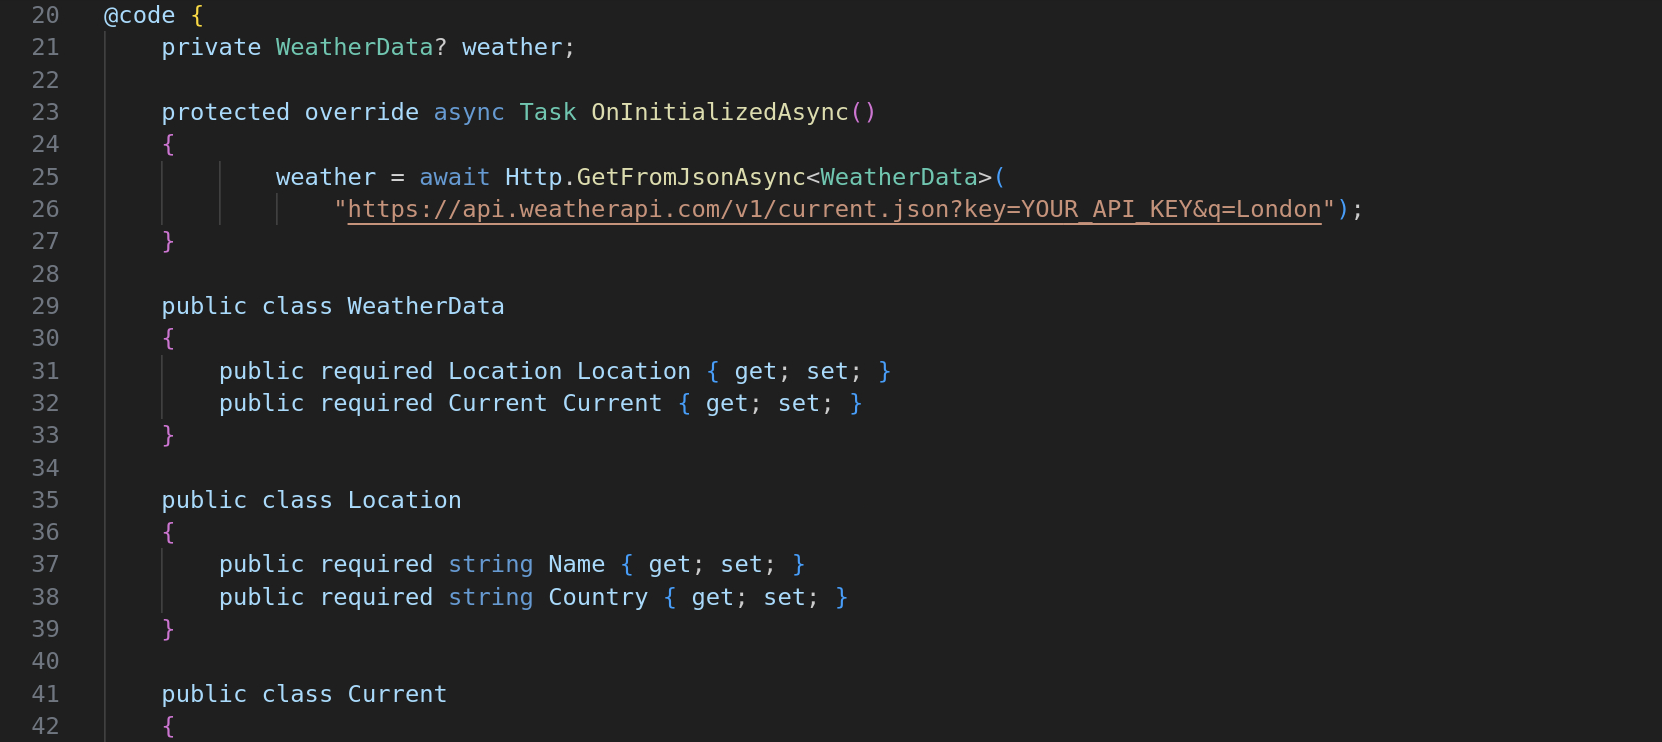 20 @code {
21     private WeatherData? weather;
22
23     protected override async Task OnInitializedAsync()
24     {
25             weather = await Http.GetFromJsonAsync<WeatherData>(
26                 "https://api.weatherapi.com/v1/current.json?key=YOUR_API_KEY&q=London");
27     }
28
29     public class WeatherData
30     {
31         public required Location Location { get; set; }
32         public required Current Current { get; set; }
33     }
34
35     public class Location
36     {
37         public required string Name { get; set; }
38         public required string Country { get; set; }
39     }
40
41     public class Current
42     {